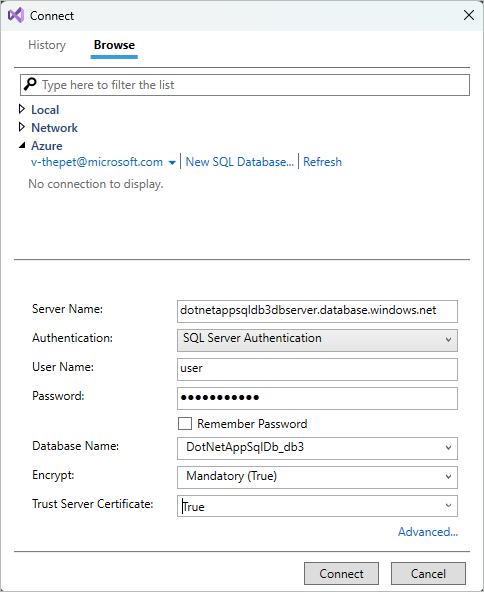 Connect
History Browse
Type here to filter the list
Local
Network
Azure
v-thepet@microsoft.com New SQL Database... Refresh
No connection to display.
Server Name: dotnetappsqldb3dbserver.database.windows.net
Authentication: SQL Server Authentication
User Name: user
Password: ●●●●●●●●●●●
Remember Password
Database Name: DotNetAppSqlDb_db3
Encrypt: Mandatory (True)
Trust Server Certificate: True
Advanced...
Connect Cancel